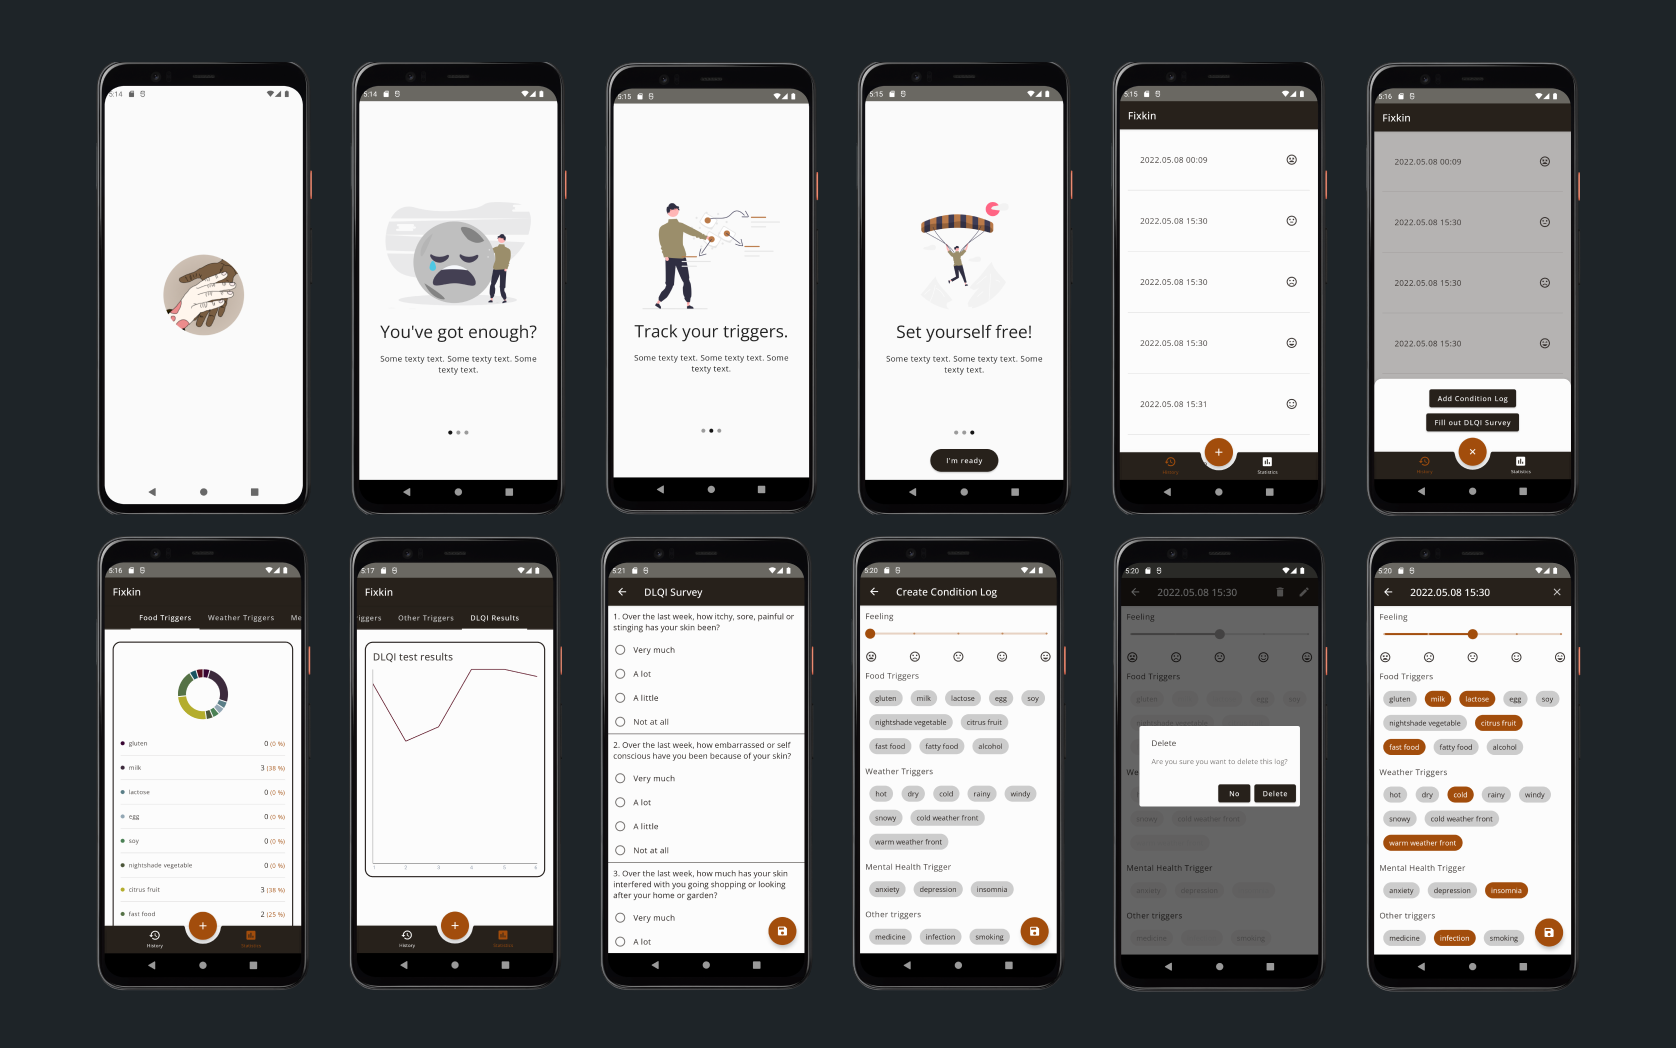 5:14
5:14
You've got enough?
Some texty text. Some texty text. Some
texty text.
5:15
Track your triggers.
Some texty text. Some texty text. Some
texty text.
5:15
Set yourself free!
Some texty text. Some texty text. Some
texty text.
I'm ready
5:15
Fixkin
2022.05.08 00:09
2022.05.08 15:30
2022.05.08 15:30
2022.05.08 15:30
2022.05.08 15:31
History
Statistics
5:16
Fixkin
2022.05.08 00:09
2022.05.08 15:30
2022.05.08 15:30
2022.05.08 15:30
Add Condition Log
Fill out DLQI Survey
History
Statistics
5:16
Fixkin
Food Triggers Weather Triggers Me
gluten 0 (0 %)
milk 3 (38 %)
lactose 0 (0 %)
egg 0 (0 %)
soy 0 (0 %)
nightshade vegetable 0 (0 %)
citrus fruit 3 (38 %)
fast food 2 (25 %)
History
Statistics
5:17
Fixkin
iggers Other Triggers DLQI Results
DLQI test results
1 2 3 4 5 6
History
Statistics
5:21
DLQI Survey
1. Over the last week, how itchy, sore, painful or
stinging has your skin been?
Very much
A lot
A little
Not at all
2. Over the last week, how embarrassed or self
conscious have you been because of your skin?
Very much
A lot
A little
Not at all
3. Over the last week, how much has your skin
interfered with you going shopping or looking
after your home or garden?
Very much
A lot
5:20
Create Condition Log
Feeling
Food Triggers
gluten milk lactose egg soy
nightshade vegetable citrus fruit
fast food fatty food alcohol
Weather Triggers
hot dry cold rainy windy
snowy cold weather front
warm weather front
Mental Health Trigger
anxiety depression insomnia
Other triggers
medicine infection smoking
5:20
2022.05.08 15:30
Feeling
Food Triggers
gluten egg soy
nightshade vegetable
Delete
Are you sure you want to delete this log?
No Delete
We
snowy cold weather front
Mental Health Trigger
anxiety depression
Other triggers
medicine smoking
5:20
2022.05.08 15:30
Feeling
Food Triggers
gluten milk lactose egg soy
nightshade vegetable citrus fruit
fast food fatty food alcohol
Weather Triggers
hot dry cold rainy windy
snowy cold weather front
warm weather front
Mental Health Trigger
anxiety depression insomnia
Other triggers
medicine infection smoking